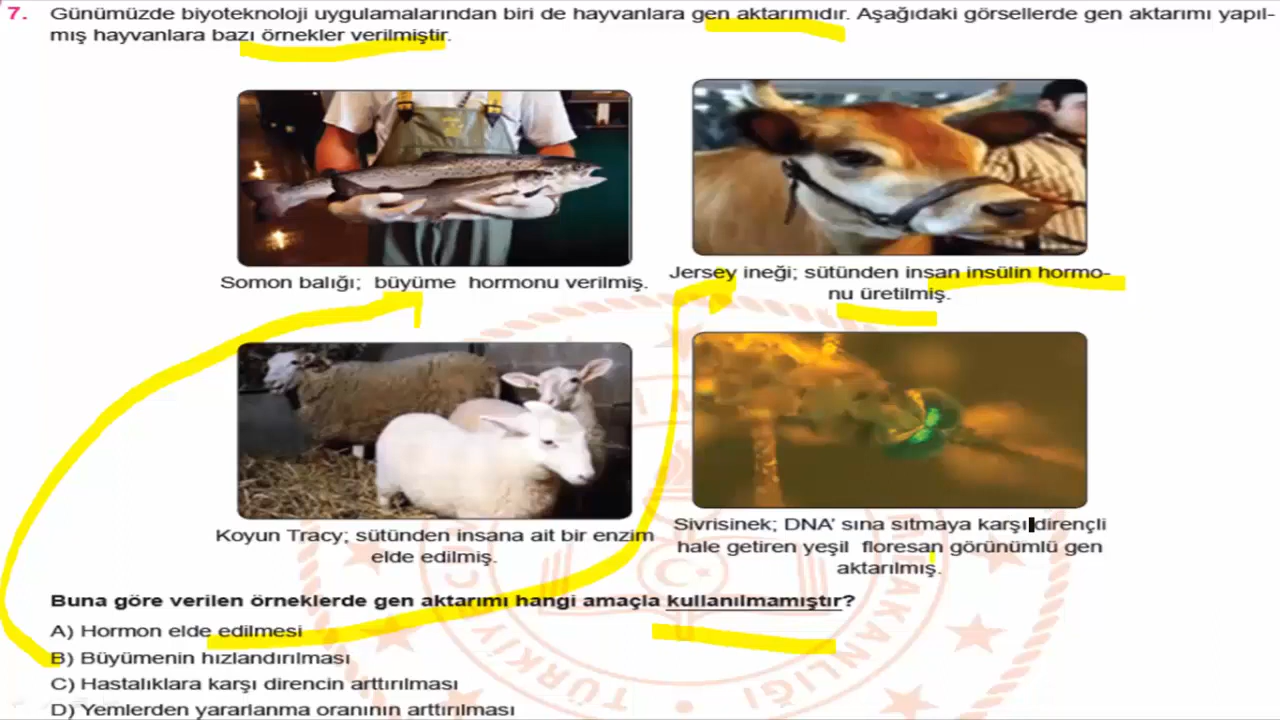 7. Günümüzde biyoteknoloji uygulamalarından biri de hayvanlara gen aktarımıdır. Aşağıdaki görsellerde gen aktarımı yapıl-
mış hayvanlara bazı örnekler verilmiştir.
Somon balığı; büyüme hormonu verilmiş.
Jersey ineği; sütünden insan insülin hormo-
nu üretilmiş.
Koyun Tracy; sütünden insana ait bir enzim
elde edilmiş.
Sivrisinek; DNA' sına sıtmaya karşı dirençli
hale getiren yeşil floresan görünümlü gen
aktarılmış.
Buna göre verilen örneklerde gen aktarımı hangi amaçla kullanılmamıştır?
A) Hormon elde edilmesi
B) Büyümenin hızlandırılması
C) Hastalıklara karşı direncin arttırılması
D) Yemlerden yararlanma oranının arttırılması